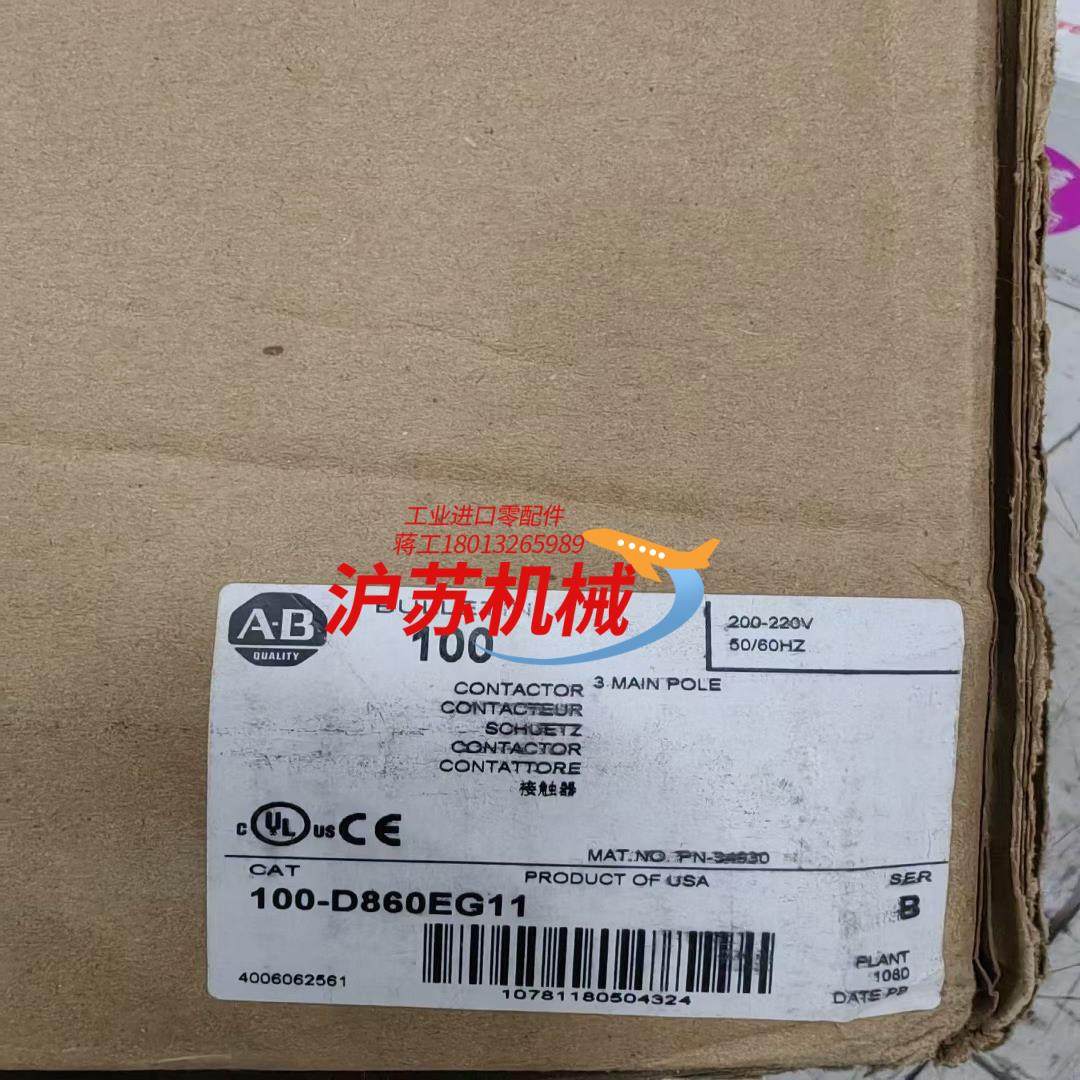 工业进口零配件
蒋工18013265989
沪苏机械
A-B
QUALITY
100
200-220V
50/60HZ
3 MAIN POLE
CONTACTOR
CONTACTEUR
SCHUETZ
CONTACTOR
CONTATTORE
接触器
C UL US CE
MAT.NO.
CAT
PRODUCT OF USA
SER
100-D860EG11
B
PLANT
1080
4006062561
10781180504324
DATE